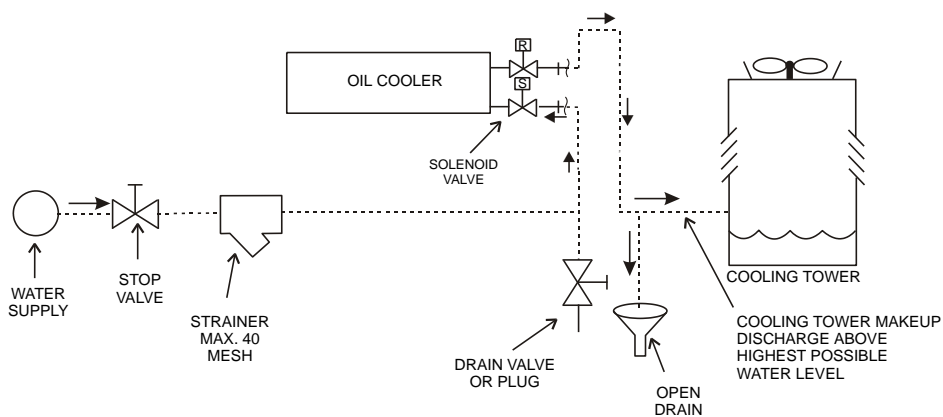 R
OIL COOLER
S
SOLENOID
VALVE
WATER
SUPPLY
STOP
VALVE
STRAINER
MAX. 40
MESH
DRAIN VALVE
OR PLUG
OPEN
DRAIN
COOLING TOWER
COOLING TOWER MAKEUP
DISCHARGE ABOVE
HIGHEST POSSIBLE
WATER LEVEL